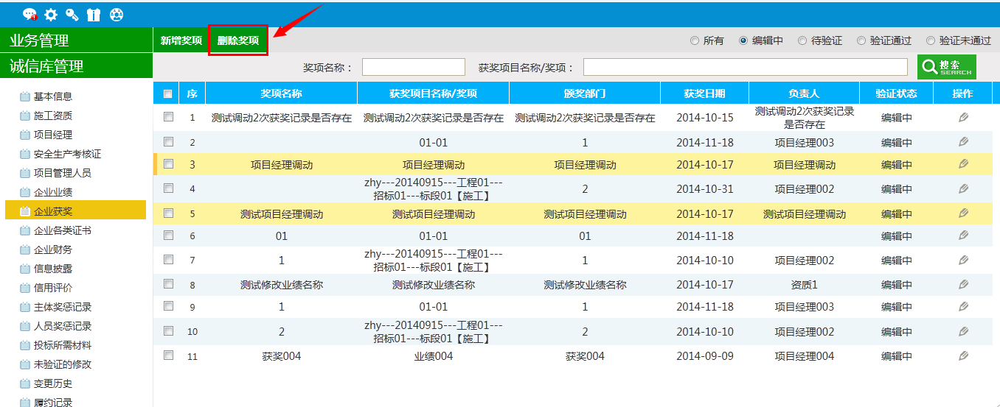 业务管理
新增奖项 删除奖项 所有 编辑中 待验证 验证通过 验证未通过
诚信库管理
奖项名称： 获奖项目名称/奖项： 搜索 SEARCH
序 奖项名称 获奖项目名称/奖项 颁奖部门 获奖日期 负责人 验证状态 操作
基本信息
施工资质
项目经理
安全生产考核证
项目管理人员
企业业绩
企业获奖
企业各类证书
企业财务
信息披露
信用评价
主体奖惩记录
人员奖惩记录
投标所需材料
未验证的修改
变更历史
履约记录
1 测试调动2次获奖记录是否存在 测试调动2次获奖记录是否存在 测试调动2次获奖记录是否存在 2014-10-15 测试调动2次获奖记录 编辑中
是否存在
2 01-01 1 2014-11-18 项目经理003 编辑中
3 项目经理调动 项目经理调动 项目经理调动 2014-10-17 项目经理调动 编辑中
4 zhy---20140915---工程01--- 2 2014-10-31 项目经理002 编辑中
招标01---标段01【施工】
5 测试项目经理调动 测试项目经理调动 测试项目经理调动 2014-10-17 测试项目经理调动 编辑中
6 01 01-01 01 2014-11-18 编辑中
7 1 zhy---20140915---工程01--- 1 2014-10-10 项目经理002 编辑中
招标01---标段01【施工】
8 测试修改业绩名称 测试修改业绩名称 测试修改业绩名称 2014-10-17 资质1 编辑中
9 1 01-01 1 2014-11-18 项目经理003 编辑中
10 2 zhy---20140915---工程01--- 2 2014-10-10 项目经理002 编辑中
招标01---标段01【施工】
11 获奖004 业绩004 获奖004 2014-09-09 项目经理004 编辑中